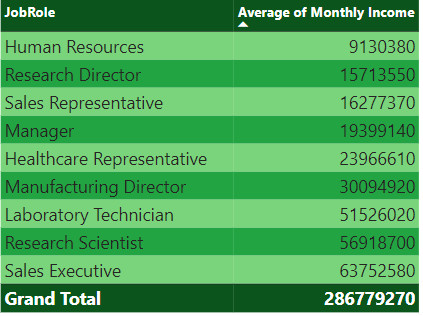 JobRole Average of Monthly Income
Human Resources 9130380
Research Director 15713550
Sales Representative 16277370
Manager 19399140
Healthcare Representative 23966610
Manufacturing Director 30094920
Laboratory Technician 51526020
Research Scientist 56918700
Sales Executive 63752580
Grand Total 286779270